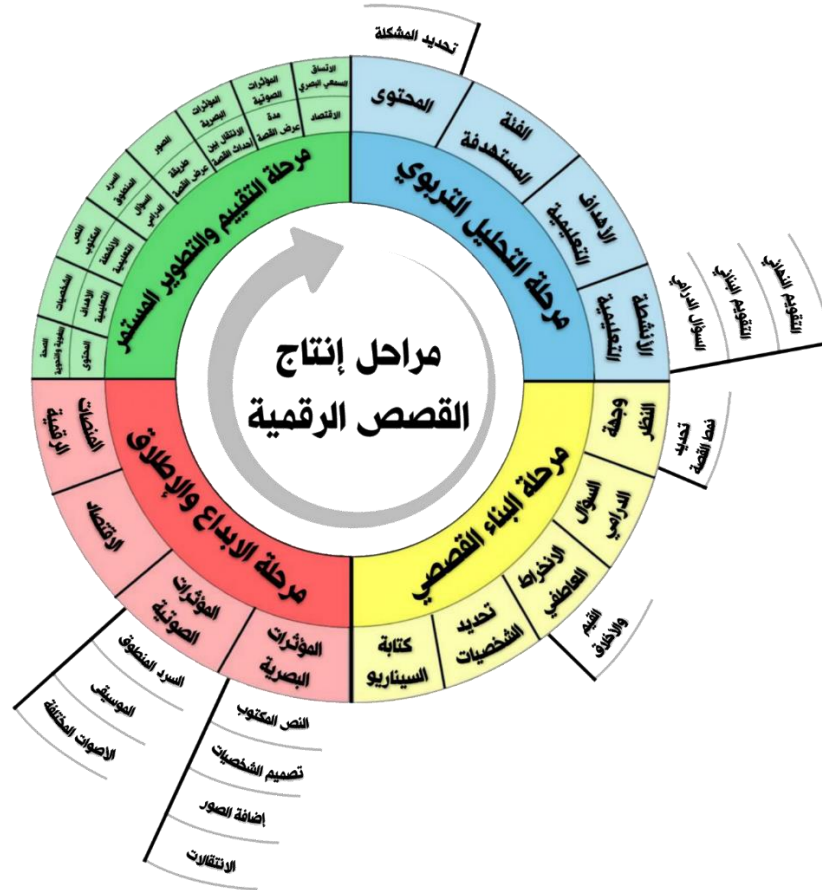 مراحل إنتاج
القصص الرقمية
مرحلة التحليل التربوي
المحتوى
تحديد المشكلة
الفئة
المستهدفة
الأهداف
التعليمية
الأنشطة
التعليمية
السؤال الدرامي
التقويم البنائي
التقويم النهائي
مرحلة البناء القصصي
وجهة
النظر
تحديد
نمط القصة
السؤال
الدرامي
الانخراط
العاطفي
القيم
والأخلاق
تحديد
الشخصيات
كتابة
السيناريو
مرحلة الابداع والإطلاق
المؤثرات
البصرية
النص المكتوب
تصميم الشخصيات
إضافة الصور
الانتقالات
المؤثرات
الصوتية
السرد المنطوق
الموسيقى
الاصوات المختلفة
الاقتصاد
المنصات
الرقمية
مرحلة التقييم والتطوير المستمر
المحتوى
الصحة
اللغوية والنحوية
الأهداف
التعليمية
الشخصيات
الأنشطة
التعليمية
النص
المكتوب
السؤال
الدرامي
السرد
المنطوق
طريقة
عرض القصة
الصور
الانتقال بين
أحداث القصة
المؤثرات
البصرية
مدة
عرض القصة
المؤثرات
الصوتية
الاقتصاد
الاتساق
السمعي البصري